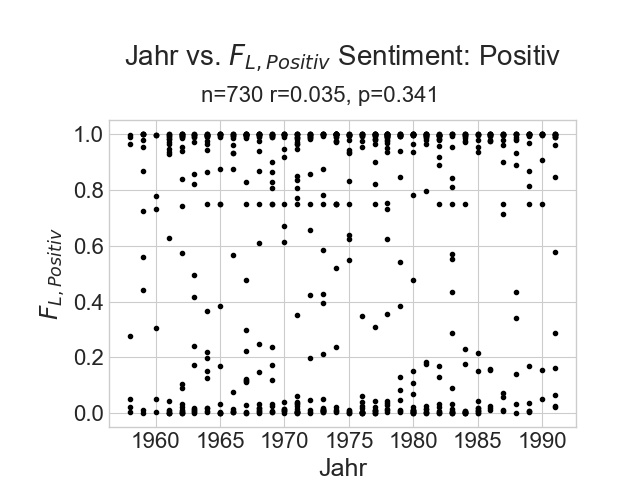 Jahr vs. F_{L, Positiv} Sentiment: Positiv
n=730 r=0.035, p=0.341
1.0
0.8
0.6
0.4
0.2
0.0
F_{L, Positiv}
1960 1965 1970 1975 1980 1985 1990
Jahr